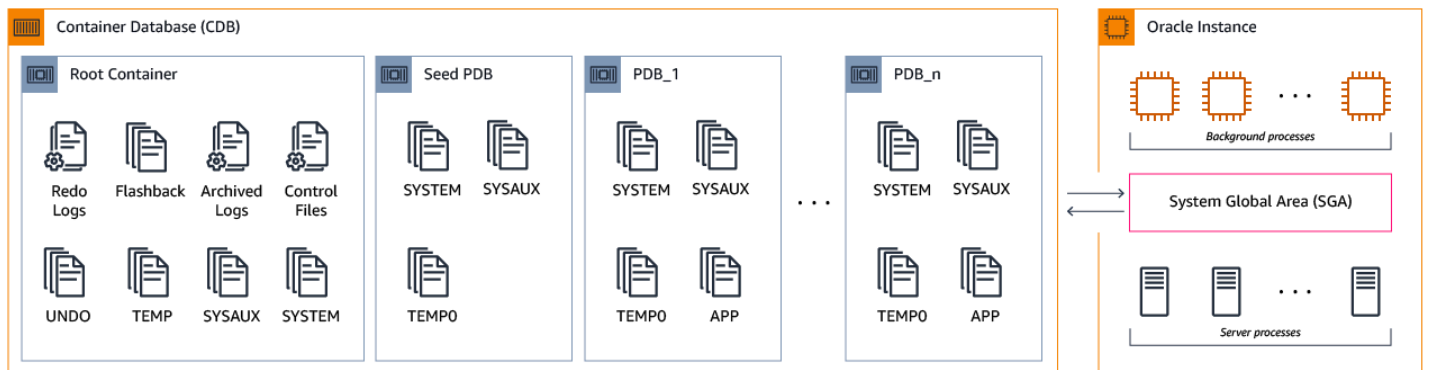 Container Database (CDB)
Oracle Instance
Root Container
Seed PDB
PDB_1
PDB_n
Redo
Logs
Flashback
Archived
Logs
Control
Files
UNDO
TEMP
SYSAUX
SYSTEM
SYSTEM
SYSAUX
TEMP0
SYSTEM
SYSAUX
TEMP0
APP
. . .
SYSTEM
SYSAUX
TEMP0
APP
. . .
Background processes
System Global Area (SGA)
. . .
Server processes